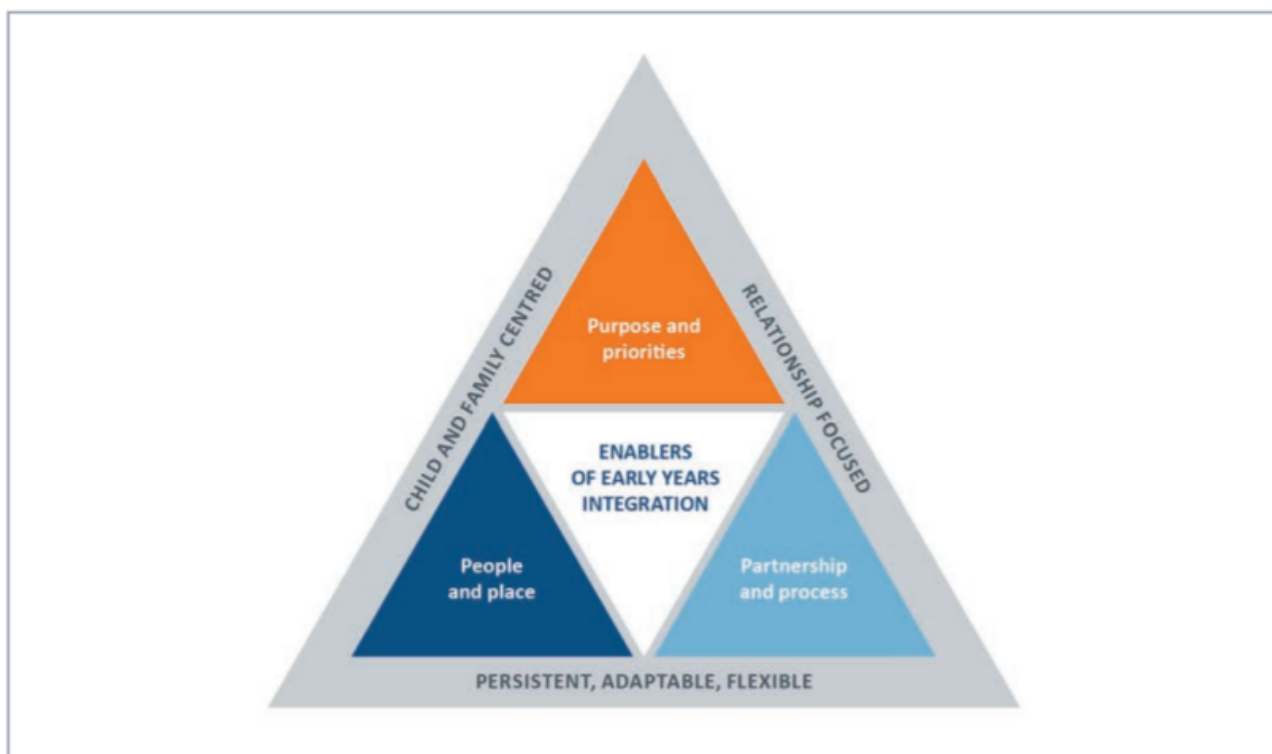 CHILD AND FAMILY CENTRED
RELATIONSHIP FOCUSED
Purpose and
priorities
ENABLERS
OF EARLY YEARS
INTEGRATION
People
and place
Partnership
and process
PERSISTENT, ADAPTABLE, FLEXIBLE